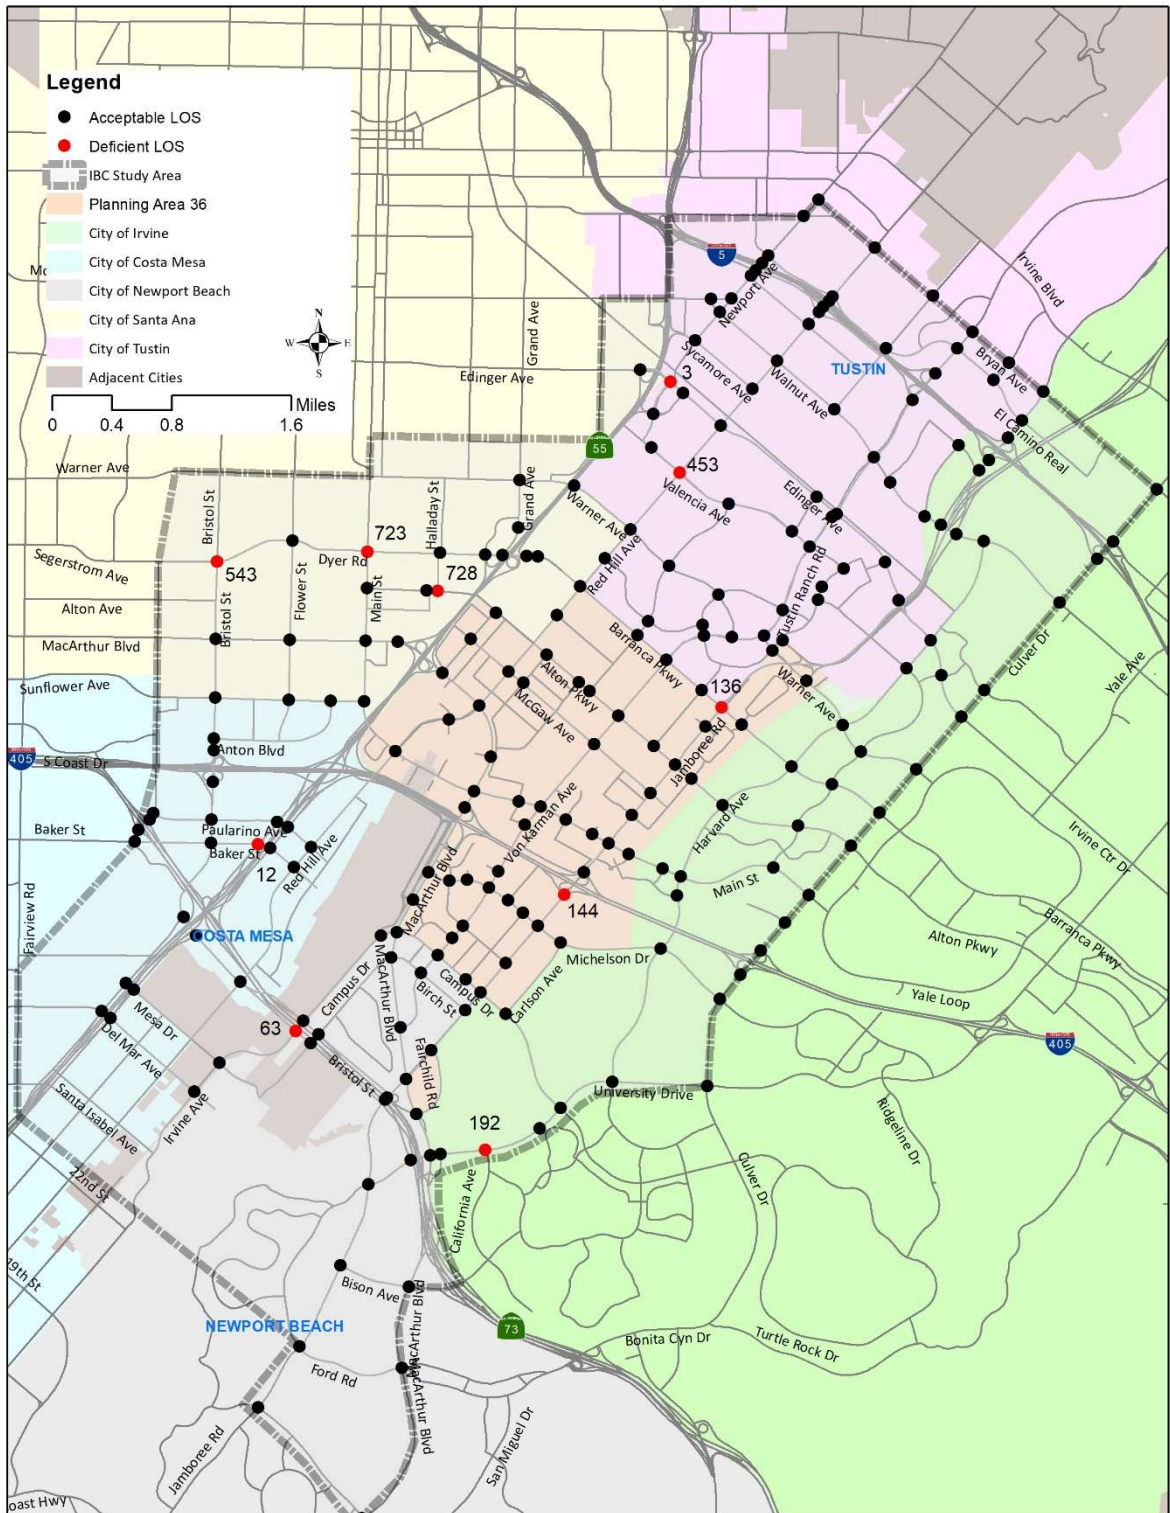 Legend
Acceptable LOS
Deficient LOS
IBC Study Area
Planning Area 36
City of Irvine
City of Costa Mesa
City of Newport Beach
City of Santa Ana
City of Tustin
Adjacent Cities
N
W
E
S
0 0.4 0.8 1.6 Miles
5
Irvine Blvd
Newport Ave
Grand Ave
Edinger Ave
3
Sycamore Ave
Walnut Ave
TUSTIN
Bryan Ave
El Camino Real
55
Warner Ave
453
Valencia Ave
Edinger Ave
Bristol St
Halladay St
Grand Ave
Warner Ave
723
Dyer Rd
Segerstrom Ave
543
728
Red Hill Ave
Tustin Ranch Rd
Flower St
Main St
Alton Ave
Bristol St
MacArthur Blvd
Barranca Pkwy
Culver Dr
Yale Ave
Sunflower Ave
Alton Pkwy
136
Warner Ave
McGaw Ave
Jamboree Rd
Anton Blvd
S Coast Dr
405
Von Karman Ave
Harvard Ave
Baker St
Paularino Ave
Baker St
Red Hill Ave
12
MacArthur Blvd
Main St
Irvine Ctr Dr
Fairview Rd
144
COSTA MESA
Alton Pkwy
Barranca Pkwy
Michelson Dr
Campus Dr
MacArthur Blvd
Birch St
Campus Dr
Carlson Ave
Yale Loop
Mesa Dr
63
405
Del Mar Ave
Bristol St
Fairchild Rd
University Drive
Santa Isabel Ave
Irvine Ave
192
Ridgeline Dr
22nd St
California Ave
Culver Dr
19th St
Bison Ave
MacArthur Blvd
NEWPORT BEACH
73
Bonita Cyn Dr
Turtle Rock Dr
Ford Rd
MacArthur Blvd
Jamboree Rd
San Miguel Dr
oast Hwy